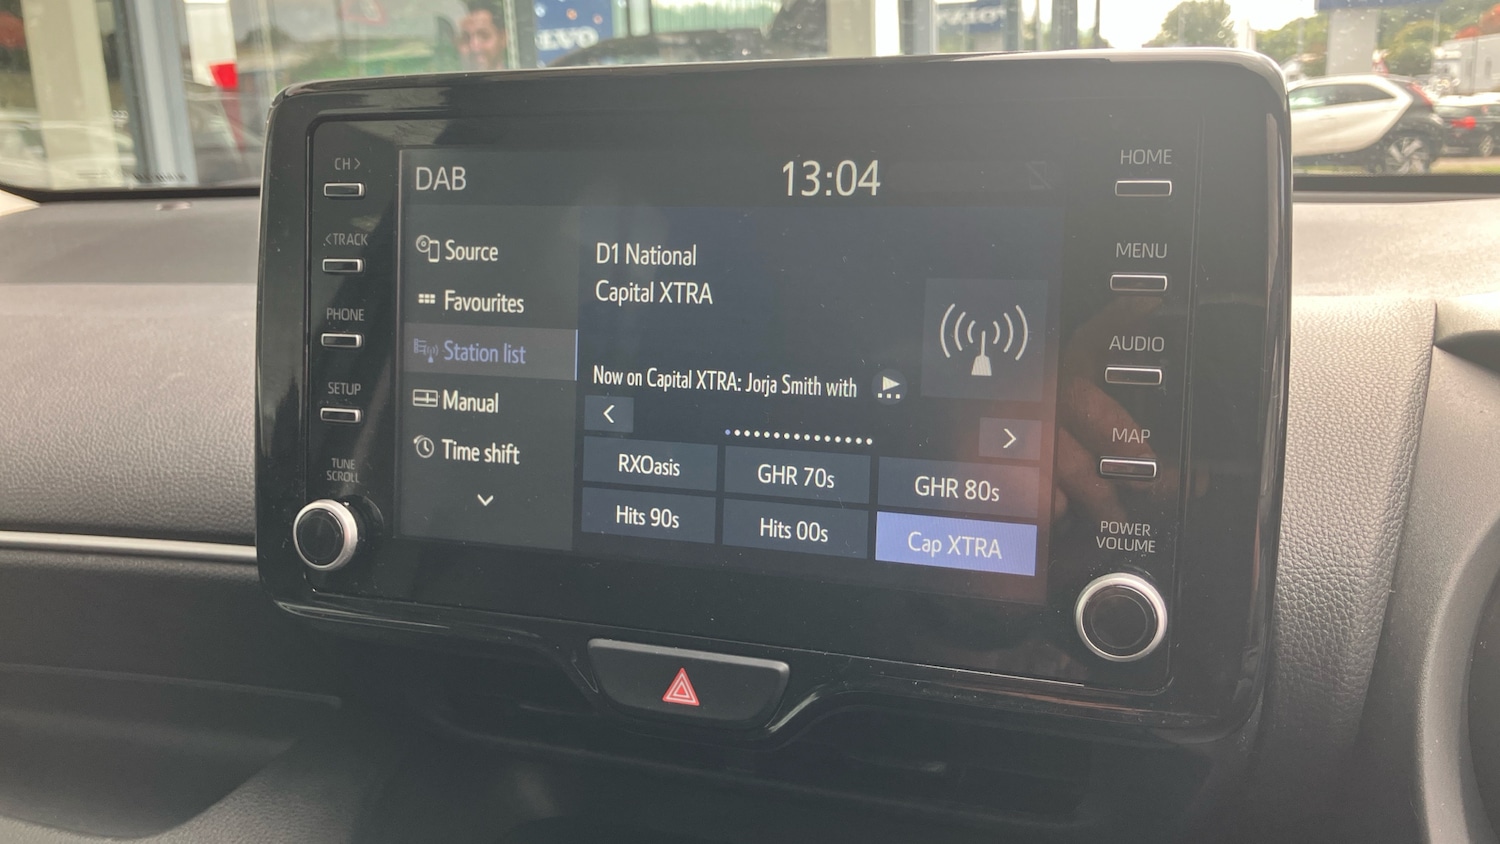 VOLVO
CH >
< TRACK
PHONE
SETUP
TUNE
SCROLL
DAB
13:04
Source
Favourites
Station list
Manual
Time shift
D1 National
Capital XTRA
Now on Capital XTRA: Jorja Smith with
RXOasis
GHR 70s
GHR 80s
Hits 90s
Hits 00s
Cap XTRA
HOME
MENU
AUDIO
MAP
POWER
VOLUME